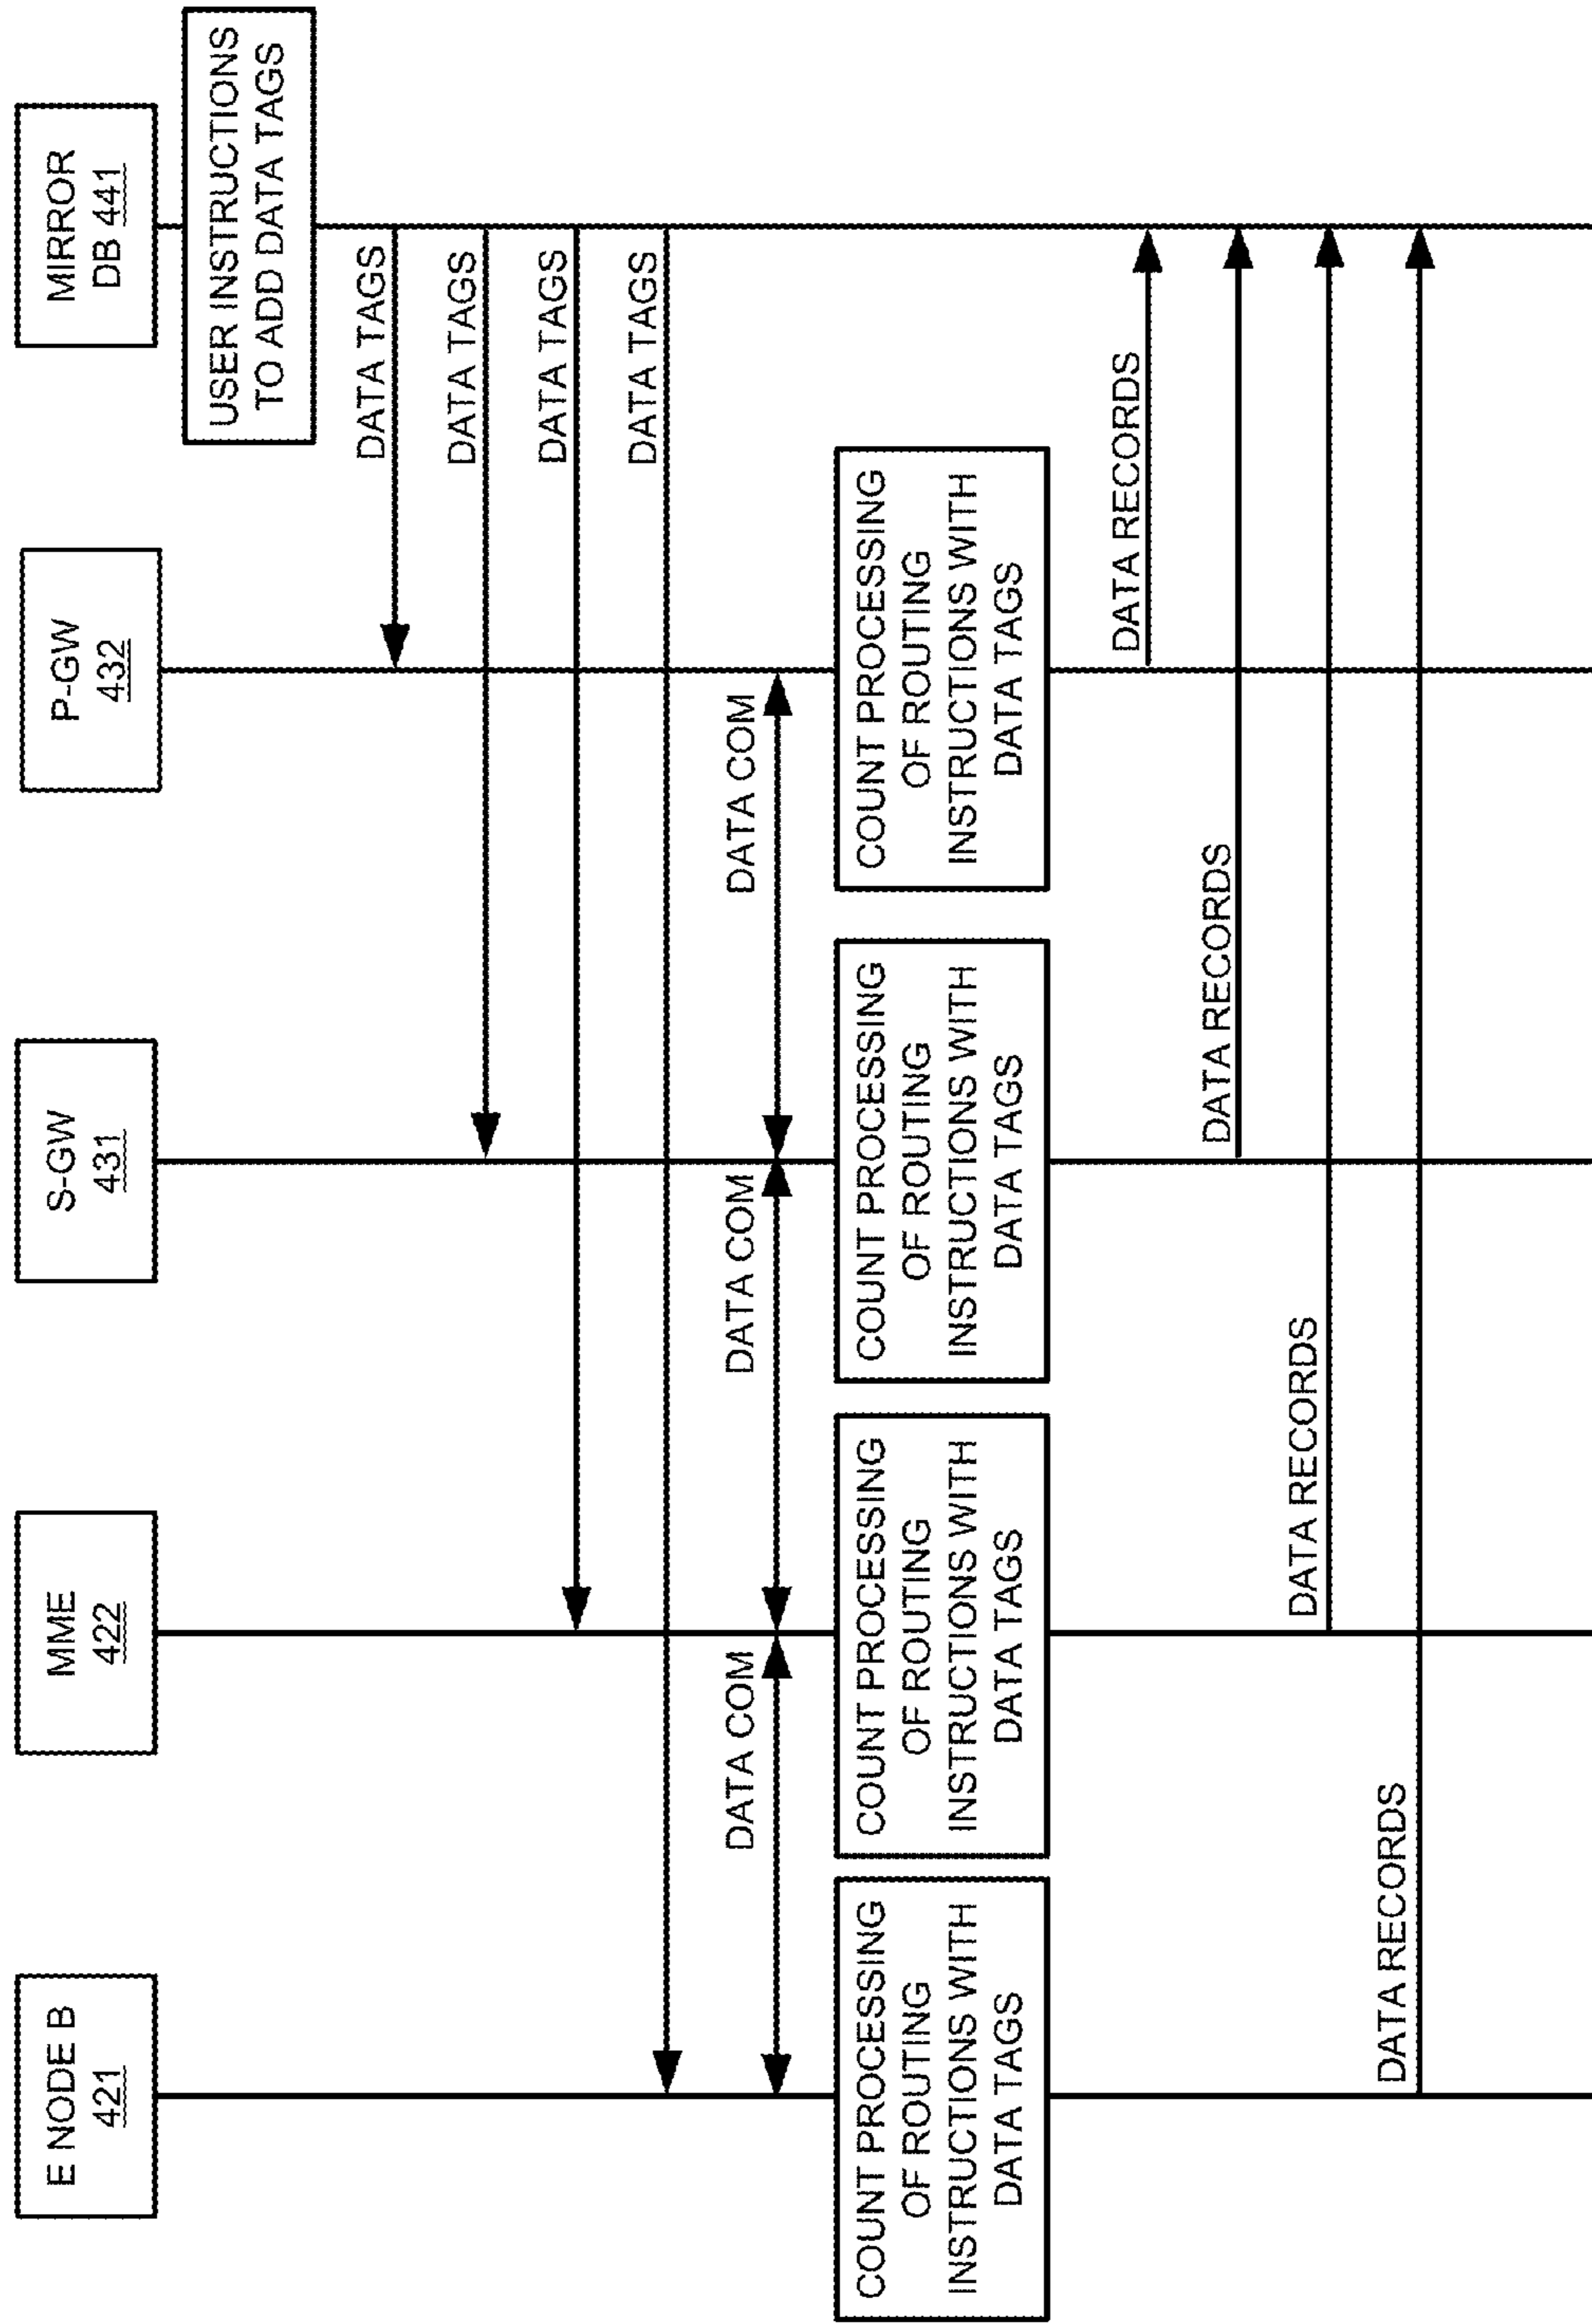 E NODE B
421
MME
422
S-GW
431
P-GW
432
MIRROR
DB 441
USER INSTRUCTIONS
TO ADD DATA TAGS
DATA TAGS
DATA TAGS
DATA TAGS
DATA TAGS
DATA COM
DATA COM
DATA COM
COUNT PROCESSING
OF ROUTING
INSTRUCTIONS WITH
DATA TAGS
COUNT PROCESSING
OF ROUTING
INSTRUCTIONS WITH
DATA TAGS
COUNT PROCESSING
OF ROUTING
INSTRUCTIONS WITH
DATA TAGS
COUNT PROCESSING
OF ROUTING
INSTRUCTIONS WITH
DATA TAGS
DATA RECORDS
DATA RECORDS
DATA RECORDS
DATA RECORDS